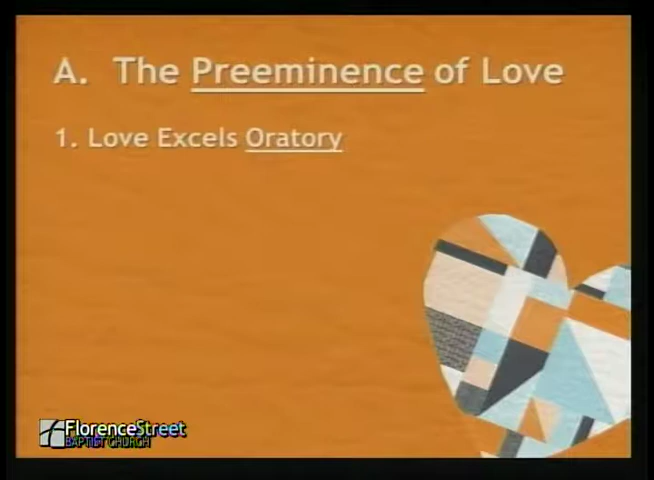 A. The Preeminence of Love
1. Love Excels Oratory
FlorenceStreet
BAPTIST CHURCH